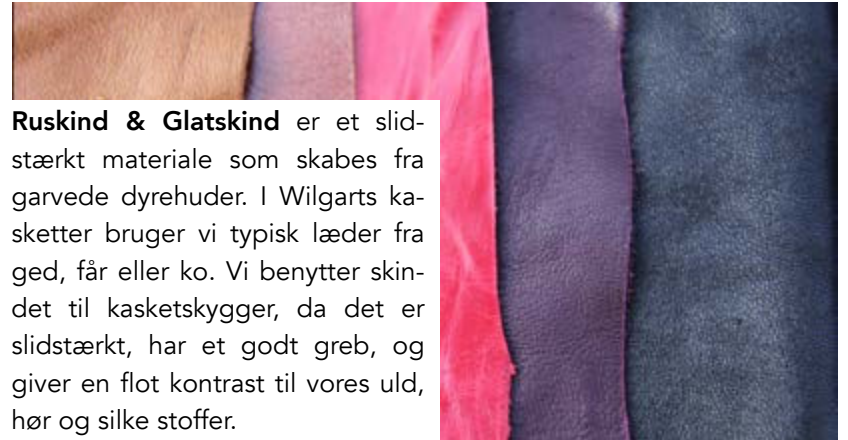 Ruskind & Glatskind er et slid-
stærkt materiale som skabes fra
garvede dyrehuder. I Wilgarts ka-
sketter bruger vi typisk læder fra
ged, får eller ko. Vi benytter skin-
det til kasketskygger, da det er
slidstærkt, har et godt greb, og
giver en flot kontrast til vores uld,
hør og silke stoffer.